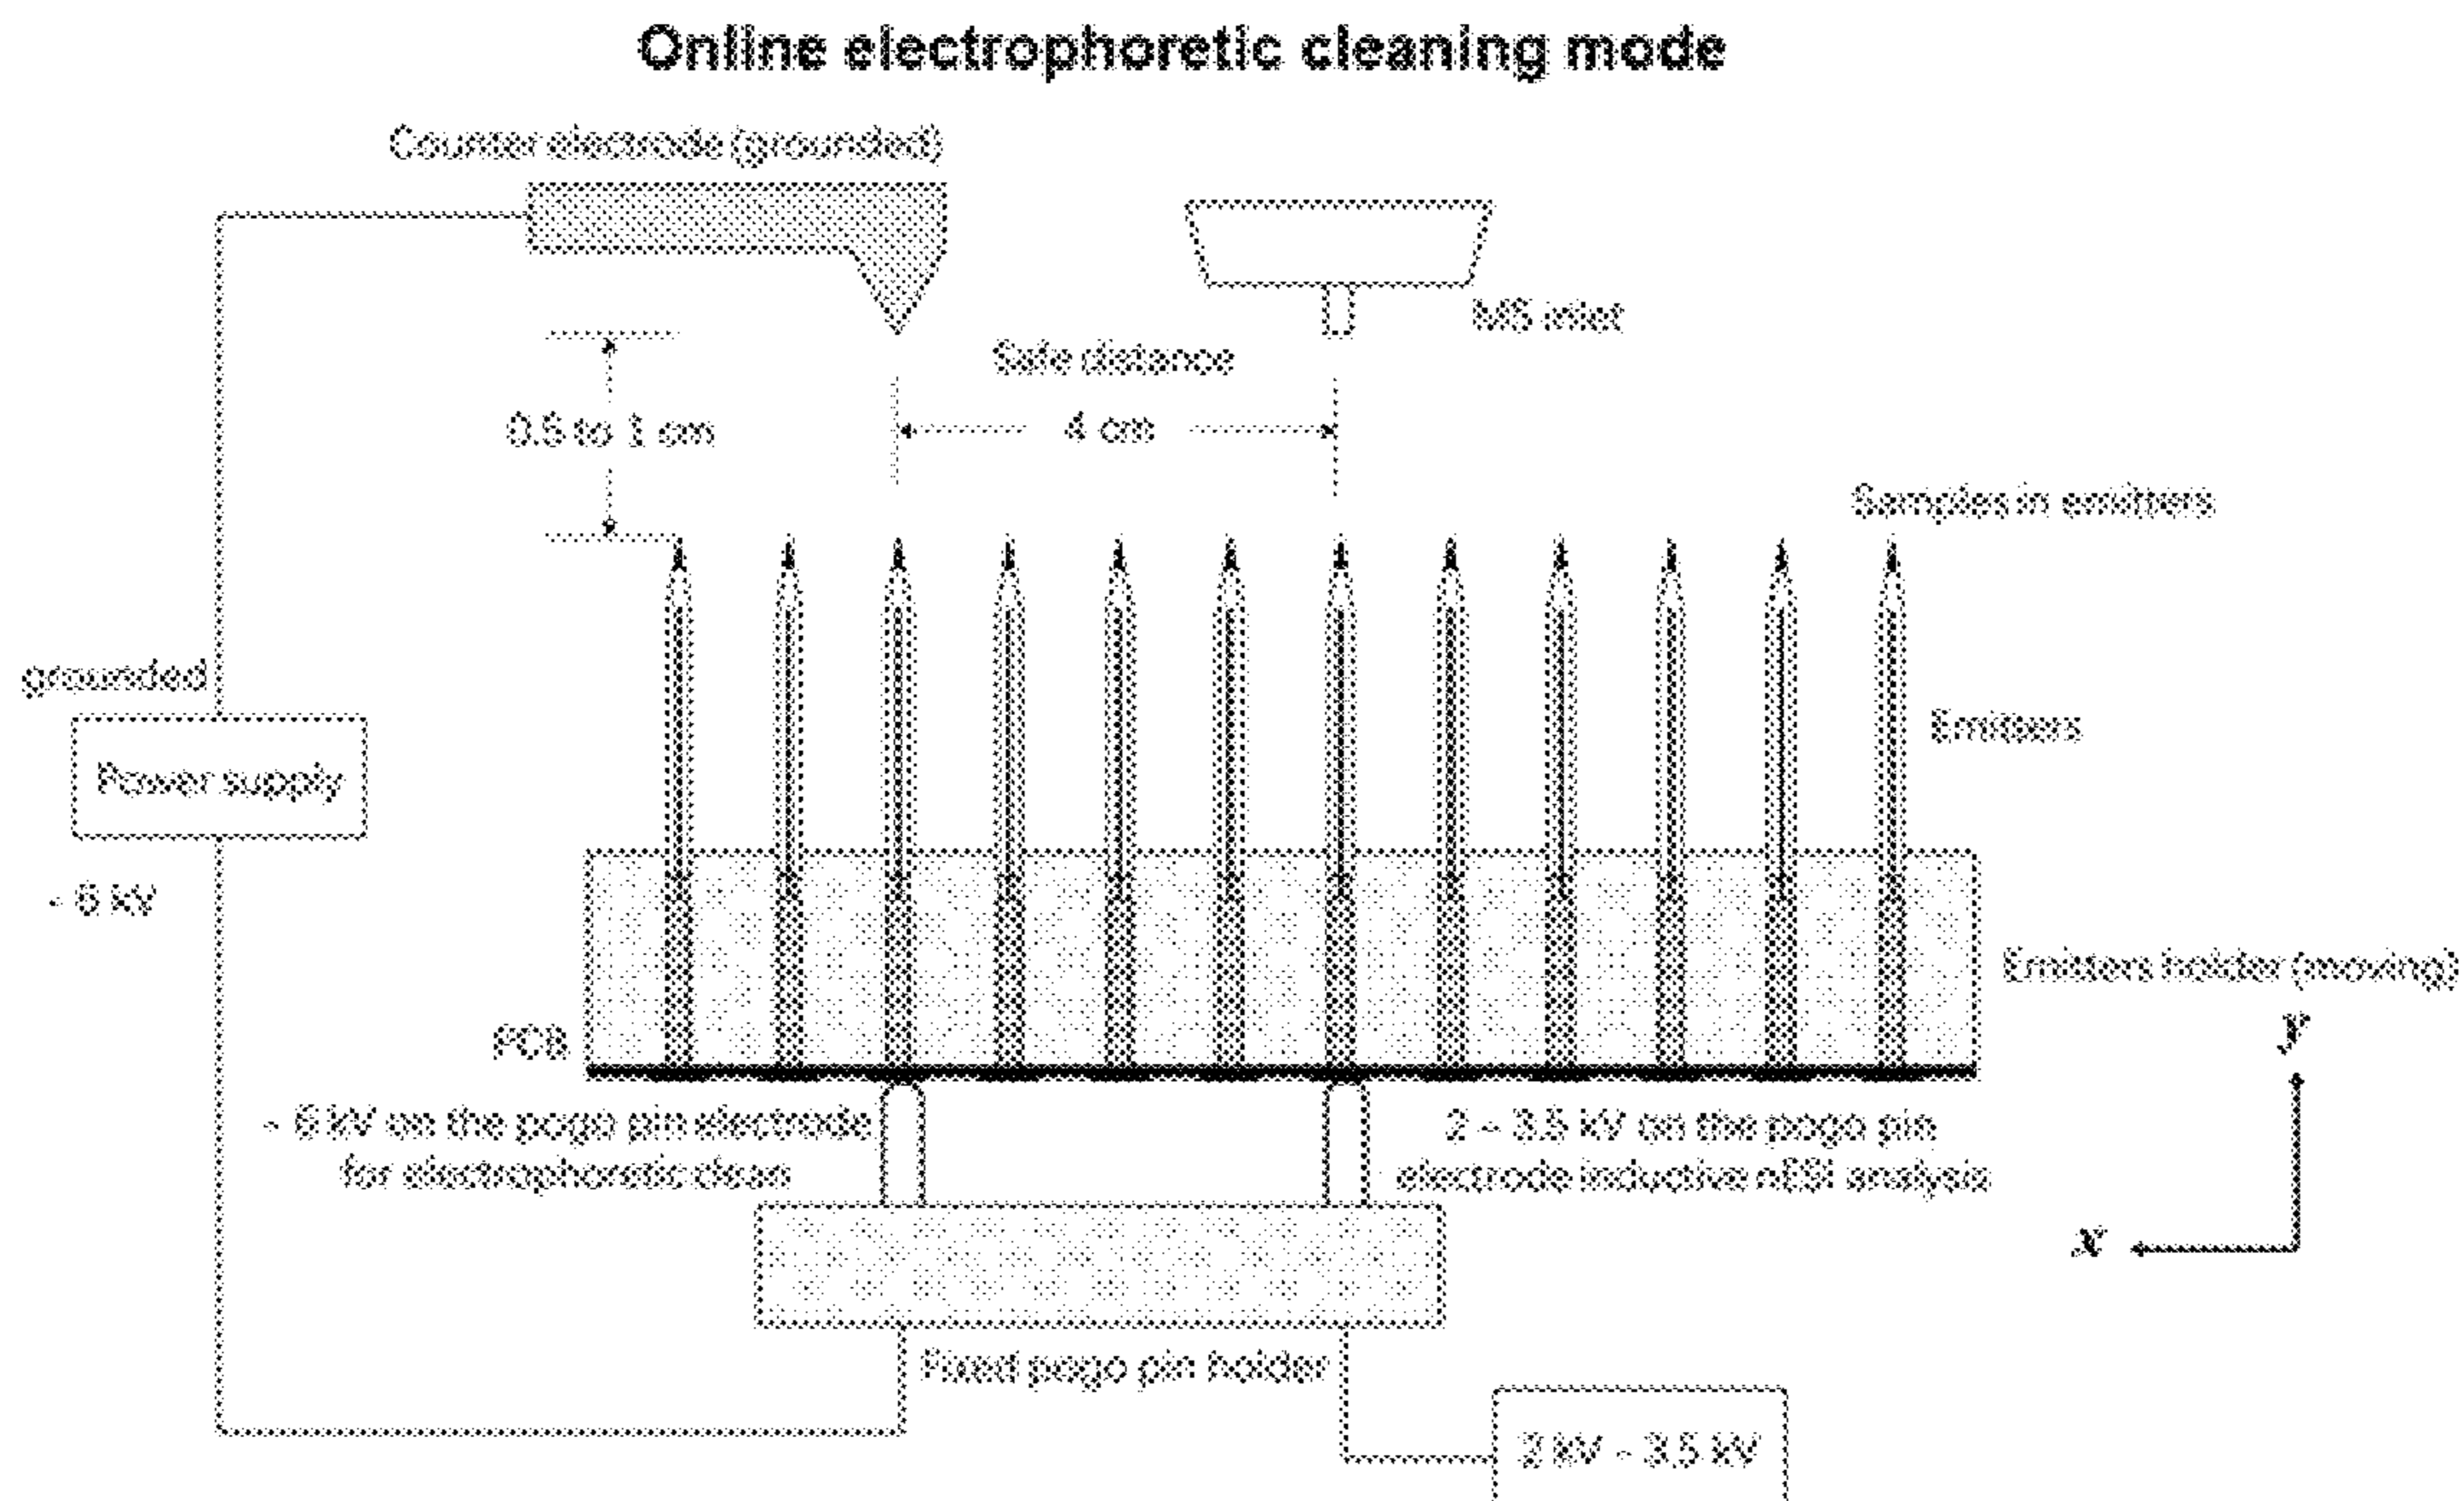 Online electrophoretic cleaning mode
Counter electrode (grounded)
MS inlet
Safe distance
0.5 to 1 cm
4 cm
Samples in emitters
grounded
Power supply
Emitters
- 6 kV
Emitters holder (moving)
PCB
y
- 6 kV on the pogo pin electrode
for electrophoretic clean
2 - 3.5 kV on the pogo pin
electrode inductive nESI analysis
x
Fixed pogo pin holder
2 kV - 3.5 kV